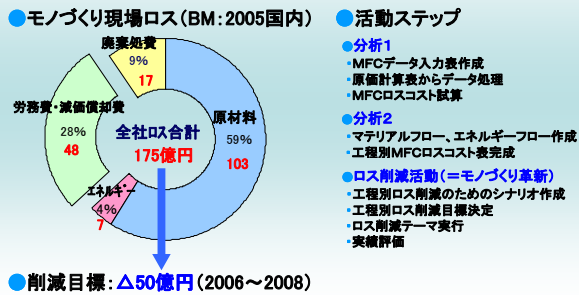 ●モノづくり現場ロス（BM：2005国内）
廃棄処費
9%
17
労務費・減価償却費
28%
48
原材料
59%
103
全社ロス合計
175億円
エネルギー
4%
7
●削減目標：△50億円（2006～2008）
●活動ステップ
●分析1
・MFCデータ入力表作成
・原価計算表からデータ処理
・MFCロスコスト試算
●分析2
・マテリアルフロー、エネルギーフロー作成
・工程別MFCロスコスト表完成
●ロス削減活動（＝モノづくり革新）
・工程別ロス削減のためのシナリオ作成
・工程別ロス削減目標決定
・ロス削減テーマ実行
・実績評価